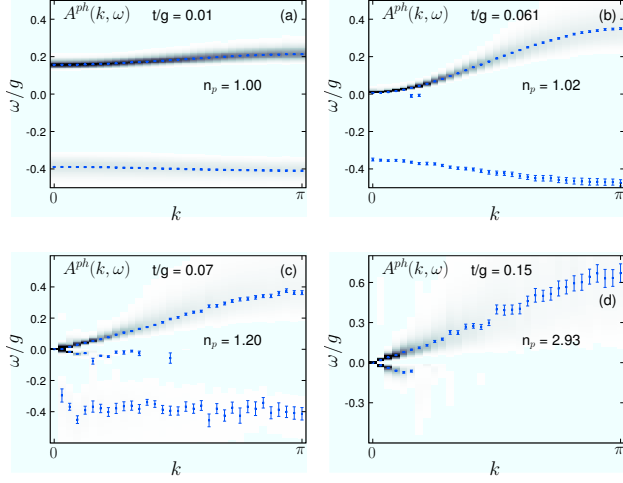 A^{ph}(k, ω) t/g = 0.01 (a)
0.4
0.2
0.0
-0.2
-0.4
ω/g
n_p = 1.00
0 k π
A^{ph}(k, ω) t/g = 0.061 (b)
0.4
0.2
0.0
-0.2
-0.4
ω/g
n_p = 1.02
0 k π
A^{ph}(k, ω) t/g = 0.07 (c)
0.4
0.2
0.0
-0.2
-0.4
ω/g
n_p = 1.20
0 k π
A^{ph}(k, ω) t/g = 0.15
(d)
0.6
0.3
0.0
-0.3
ω/g
n_p = 2.93
0 k π